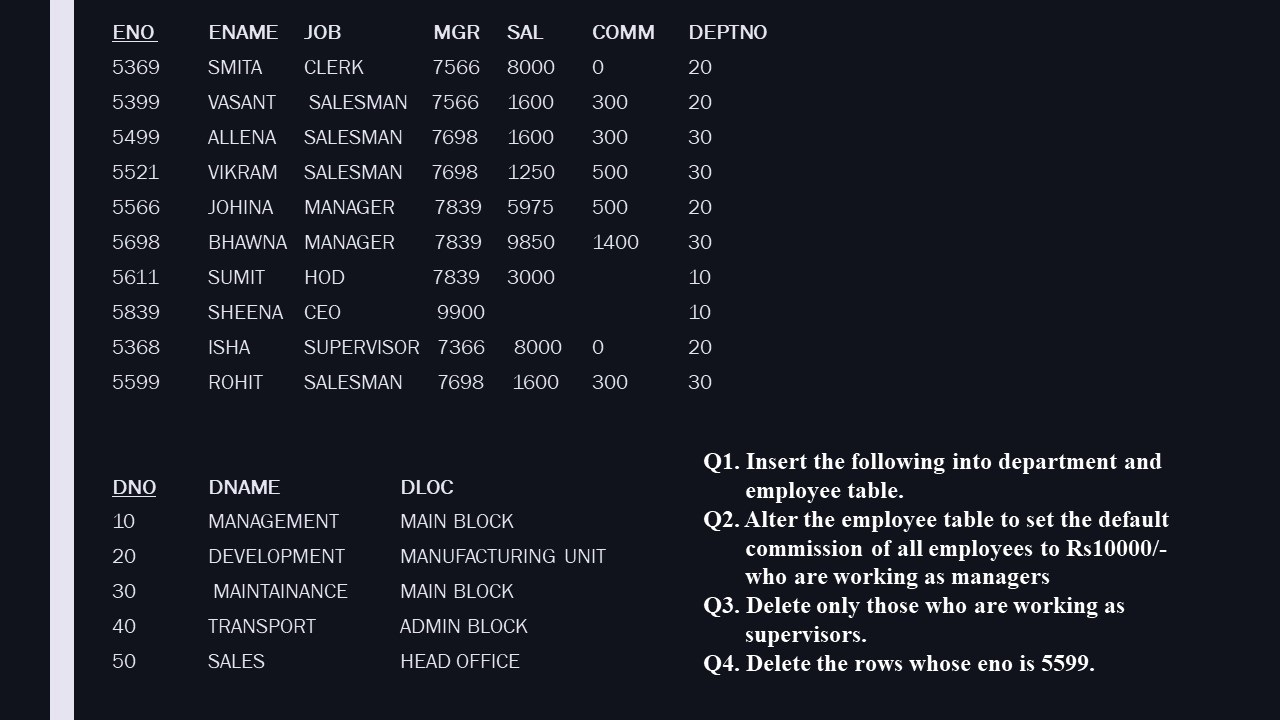 ENO ENAME JOB MGR SAL COMM DEPTNO
5369 SMITA CLERK 7566 8000 0 20
5399 VASANT SALESMAN 7566 1600 300 20
5499 ALLENA SALESMAN 7698 1600 300 30
5521 VIKRAM SALESMAN 7698 1250 500 30
5566 JOHINA MANAGER 7839 5975 500 20
5698 BHAWNA MANAGER 7839 9850 1400 30
5611 SUMIT HOD 7839 3000 10
5839 SHEENA CEO 9900 10
5368 ISHA SUPERVISOR 7366 8000 0 20
5599 ROHIT SALESMAN 7698 1600 300 30
DNO DNAME DLOC
10 MANAGEMENT MAIN BLOCK
20 DEVELOPMENT MANUFACTURING UNIT
30 MAINTAINANCE MAIN BLOCK
40 TRANSPORT ADMIN BLOCK
50 SALES HEAD OFFICE
Q1. Insert the following into department and
employee table.
Q2. Alter the employee table to set the default
commission of all employees to Rs10000/-
who are working as managers
Q3. Delete only those who are working as
supervisors.
Q4. Delete the rows whose eno is 5599.